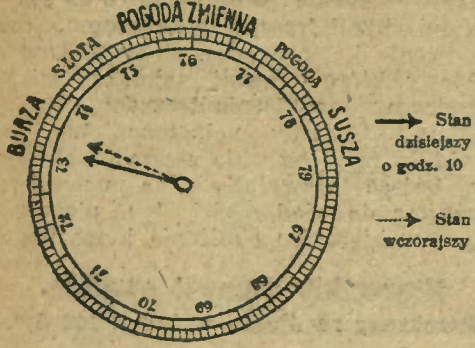 BURZA
SŁOTA
POGODA ZMIENNA
POGODA
SUSZA
73
74
75
76
77
78
79
67
68
69
70
71
72
Stan
dzisiejszy
o godz. 10
Stan
wczorajszy